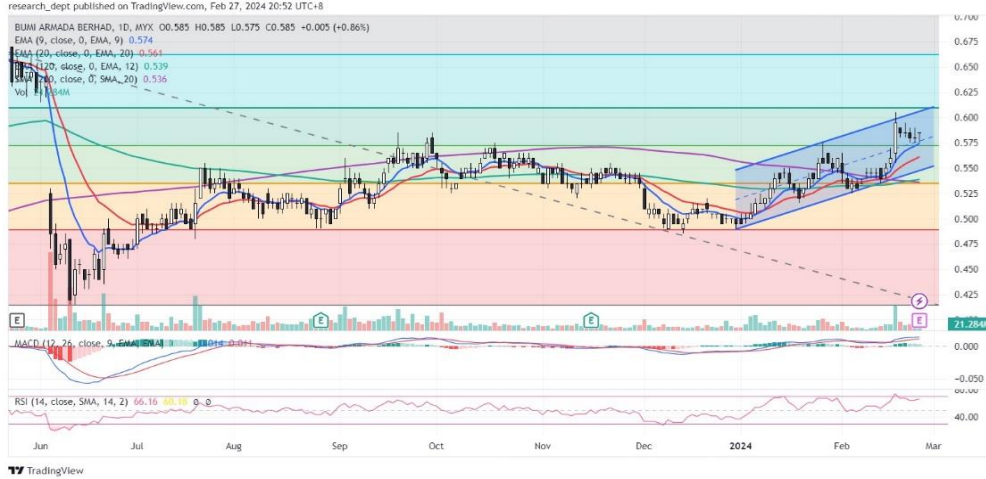 research_dept published on TradingView.com, Feb 27, 2024 20:52 UTC+8
BUMI ARMADA BERHAD, 1D, MYX O0.585 H0.585 L0.575 C0.585 +0.005 (+0.86%)
EMA (9, close, 0, EMA, 9) 0.574
EMA (20, close, 0, EMA, 20) 0.561
(120, close, 0, EMA, 12) 0.539
close, 0, SMA, 20) 0.536
Vol
0.700
0.675
0.650
0.625
0.600
0.575
0.550
0.525
0.500
0.475
0.450
0.425
E
E
E
E
21.284M
MACD (12, 26, close, 9, EMA, EMA)
0.000
-0.050
RSI (14, close, SMA, 14, 2) 66.16 60.18 ∅ ∅
80.00
40.00
Jun Jul Aug Sep Oct Nov Dec 2024 Feb Mar
TradingView